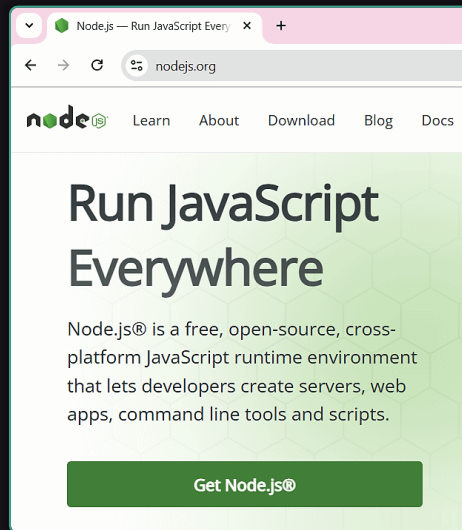 Node.js — Run JavaScript Every
nodejs.org
node JS
Learn About Download Blog Docs
Run JavaScript
Everywhere
Node.js® is a free, open-source, cross-
platform JavaScript runtime environment
that lets developers create servers, web
apps, command line tools and scripts.
Get Node.js®